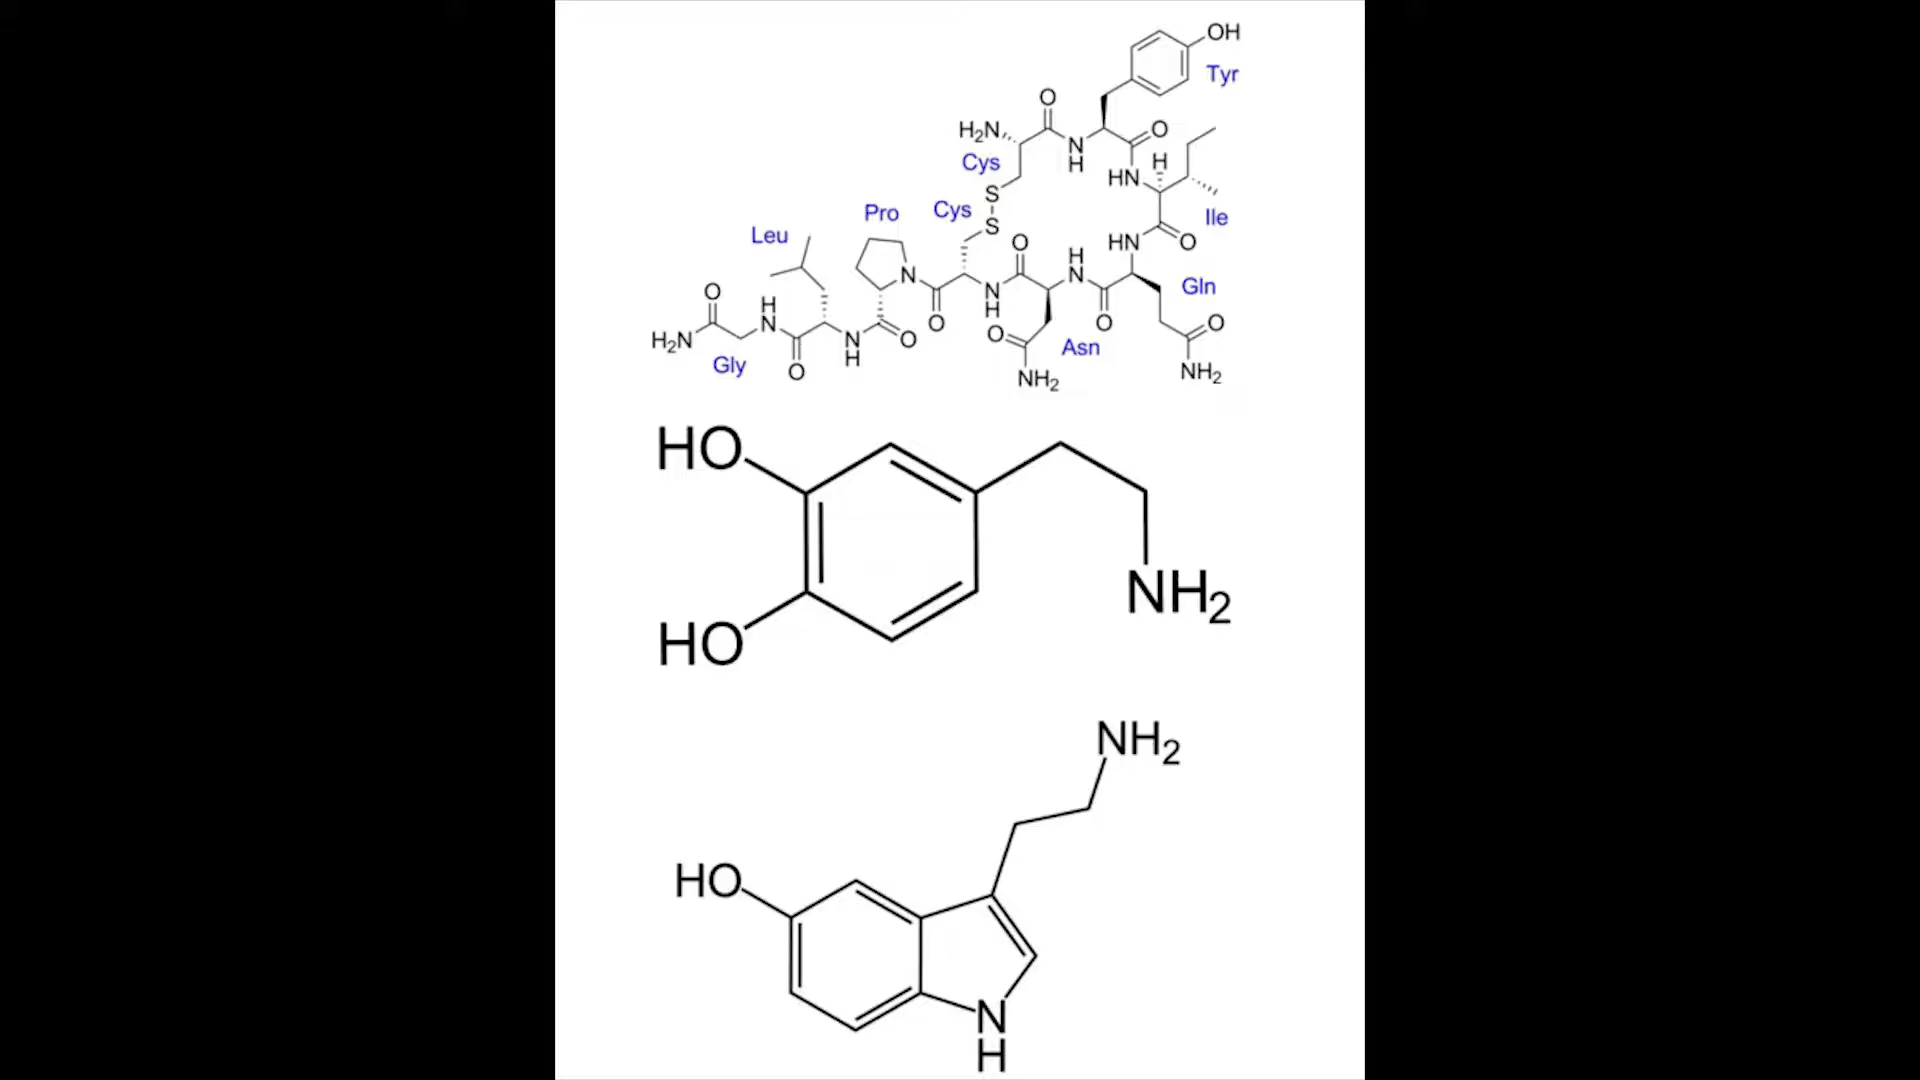 OH
Tyr
O
H₂N
O
N
H
Cys
H
HN
S
Ile
Cys
Pro
S
Leu
O
HN
O
H
N
N
N
H
Gln
O
H
N
O
O
O
O
H₂N
N
H
O
O
Asn
Gly
O
NH₂
NH₂
HO
NH₂
HO
NH₂
HO
N
H